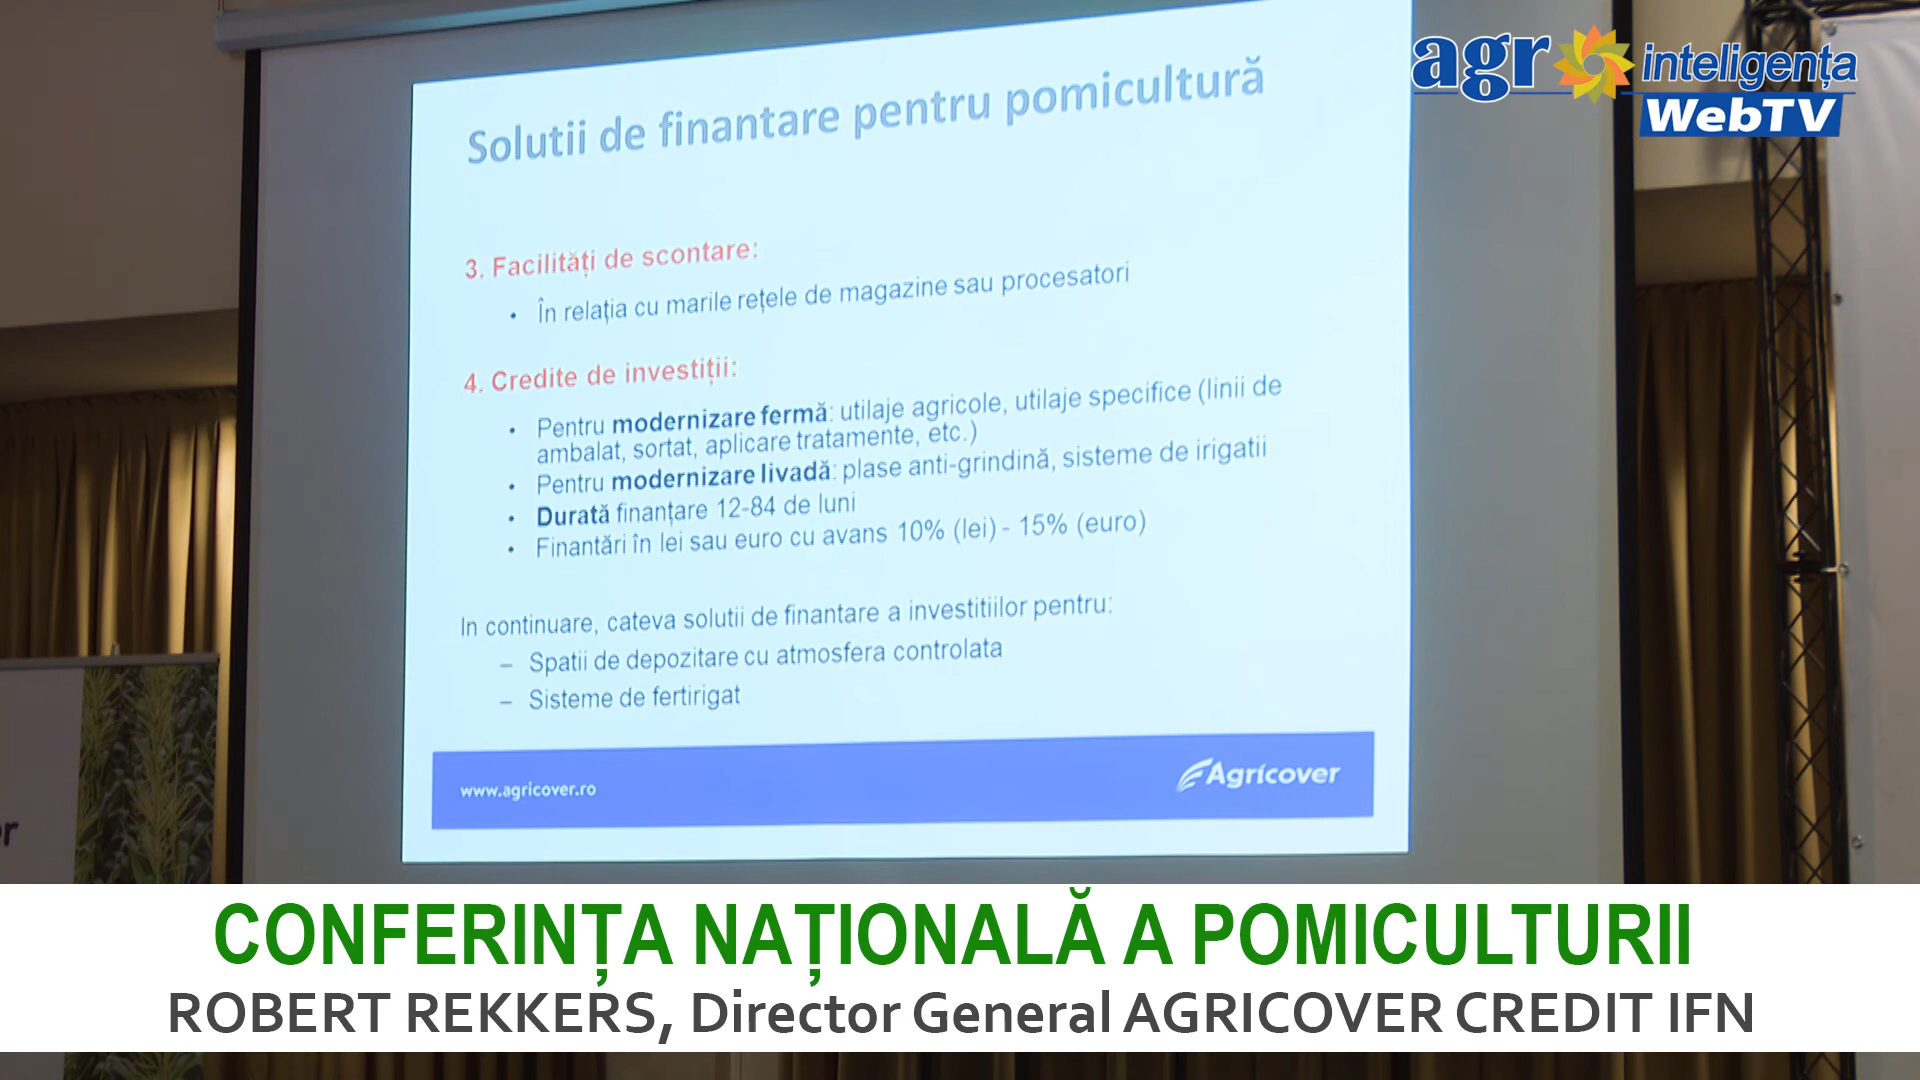 agr inteligența
WebTV
Solutii de finantare pentru pomicultură
3. Facilități de scontare:
• În relația cu marile rețele de magazine sau procesatori
4. Credite de investiții:
• Pentru modernizare fermă: utilaje agricole, utilaje specifice (linii de
ambalat, sortat, aplicare tratamente, etc.)
• Pentru modernizare livadă: plase anti-grindină, sisteme de irigatii
• Durată finanțare 12-84 de luni
• Finantări în lei sau euro cu avans 10% (lei) - 15% (euro)
In continuare, cateva solutii de finantare a investitiilor pentru:
– Spatii de depozitare cu atmosfera controlata
– Sisteme de fertirigat
www.agricover.ro
Agricover
CONFERINȚA NAȚIONALĂ A POMICULTURII
ROBERT REKKERS, Director General AGRICOVER CREDIT IFN